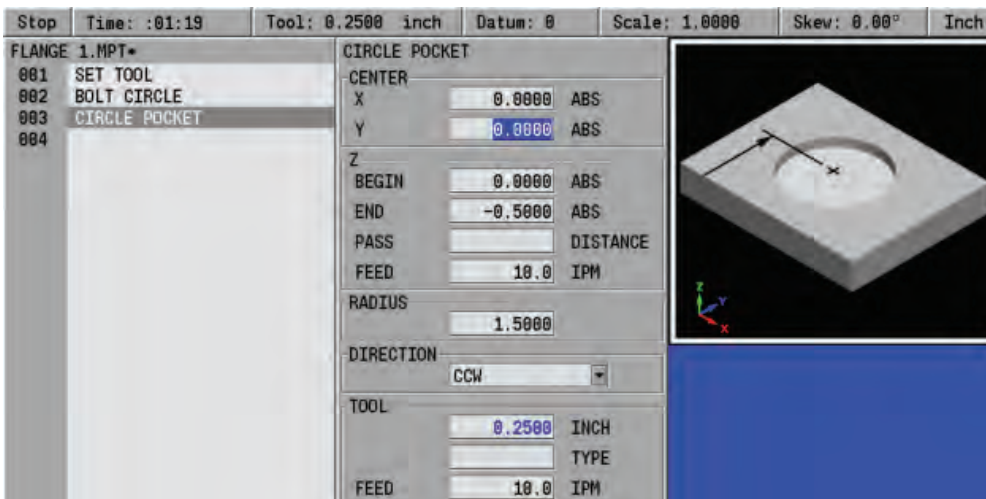 Stop Time: :01:19 Tool: 0.2500 inch Datum: 0 Scale: 1.0000 Skew: 0.00° Inch
FLANGE 1.MPT*
001 SET TOOL
002 BOLT CIRCLE
003 CIRCLE POCKET
004
CIRCLE POCKET
CENTER
X 0.0000 ABS
Y 0.0000 ABS
Z
BEGIN 0.0000 ABS
END -0.5000 ABS
PASS DISTANCE
FEED 10.0 IPM
RADIUS
1.5000
DIRECTION
CCW
TOOL
0.2500 INCH
TYPE
FEED 10.0 IPM
Z
Y
X